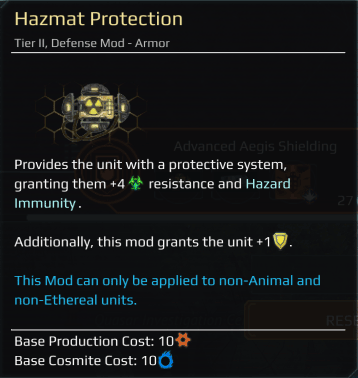 Hazmat Protection
Tier II, Defense Mod - Armor
Advanced Aegis Shielding
Provides the unit with a protective system,
granting them +4 resistance and Hazard
Immunity.
Additionally, this mod grants the unit +1.
This Mod can only be applied to non-Animal and
non-Ethereal units.
RESE
Base Production Cost: 10
Base Cosmite Cost: 10